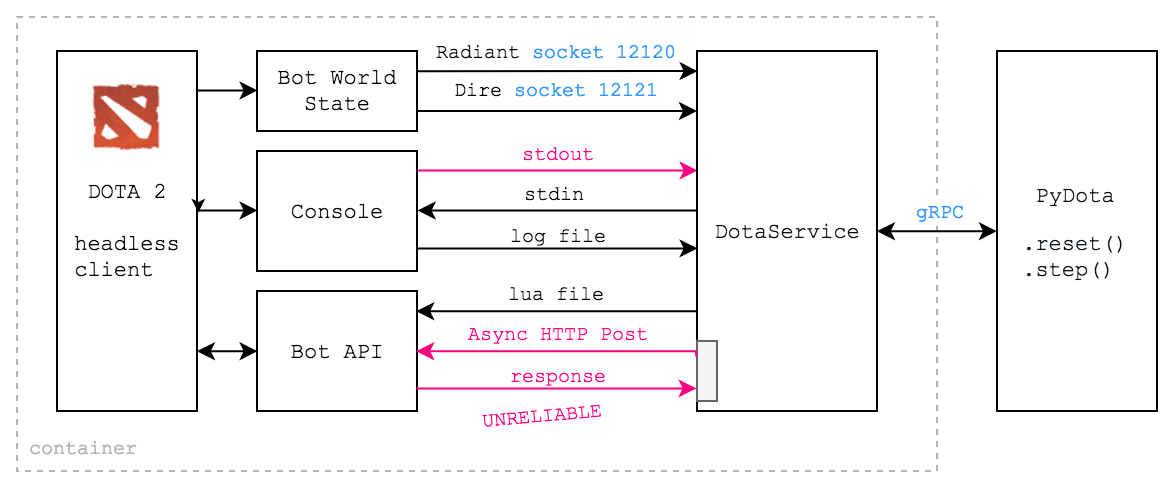 Radiant socket 12120
Bot World
State
Dire socket 12121
DOTA 2
headless
client
stdout
Console
stdin
log file
DotaService
gRPC
PyDota
.reset()
.step()
lua file
Bot API
Async HTTP Post
response
UNRELIABLE
container